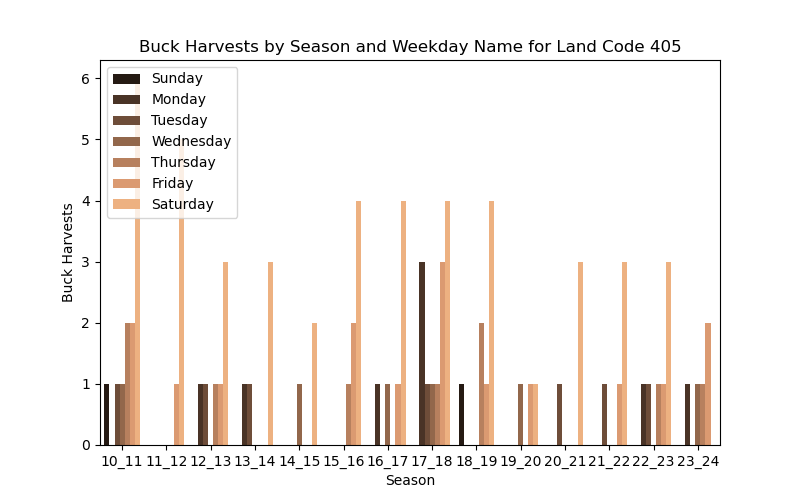 Buck Harvests by Season and Weekday Name for Land Code 405
Buck Harvests
6
5
4
3
2
1
0
Sunday
Monday
Tuesday
Wednesday
Thursday
Friday
Saturday
10_11 11_12 12_13 13_14 14_15 15_16 16_17 17_18 18_19 19_20 20_21 21_22 22_23 23_24
Season